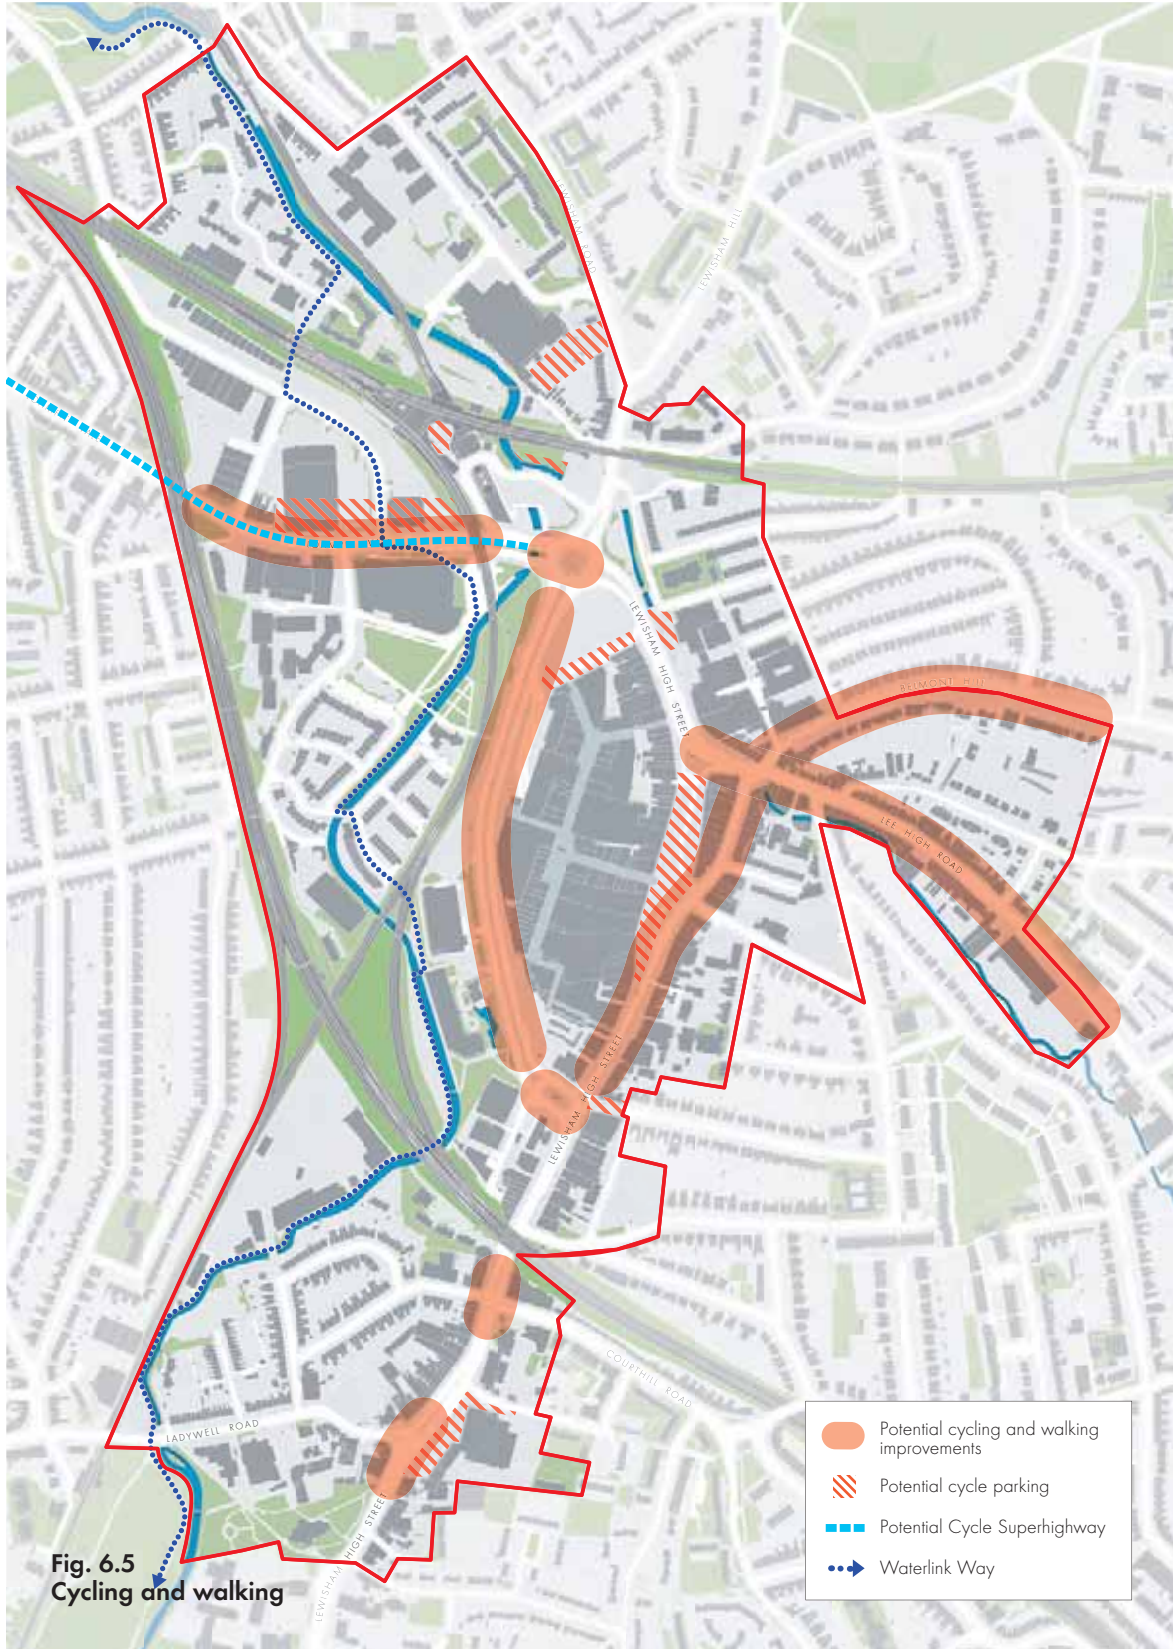 LEWISHAM ROAD
LEWISHAM HILL
LEWISHAM HIGH STREET
BELMONT HILL
LEE HIGH ROAD
LEWISHAM HIGH STREET
COURTHILL ROAD
LADYWELL ROAD
LEWISHAM HIGH STREET
Potential cycling and walking
improvements
Potential cycle parking
Potential Cycle Superhighway
Waterlink Way
Fig. 6.5
Cycling and walking